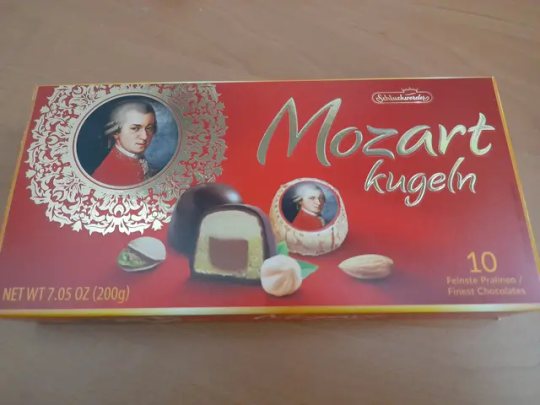 Schluckwerder
Mozart
kugeln
10
Feinste Pralinen /
Finest Chocolates
NET WT 7.05 OZ (200g)